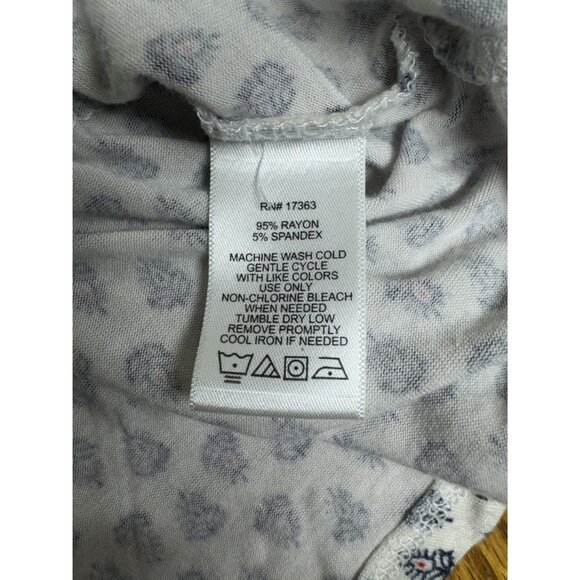 RN# 17363
95% RAYON
5% SPANDEX
MACHINE WASH COLD
GENTLE CYCLE
WITH LIKE COLORS
USE ONLY
NON-CHLORINE BLEACH
WHEN NEEDED
TUMBLE DRY LOW
REMOVE PROMPTLY
COOL IRON IF NEEDED